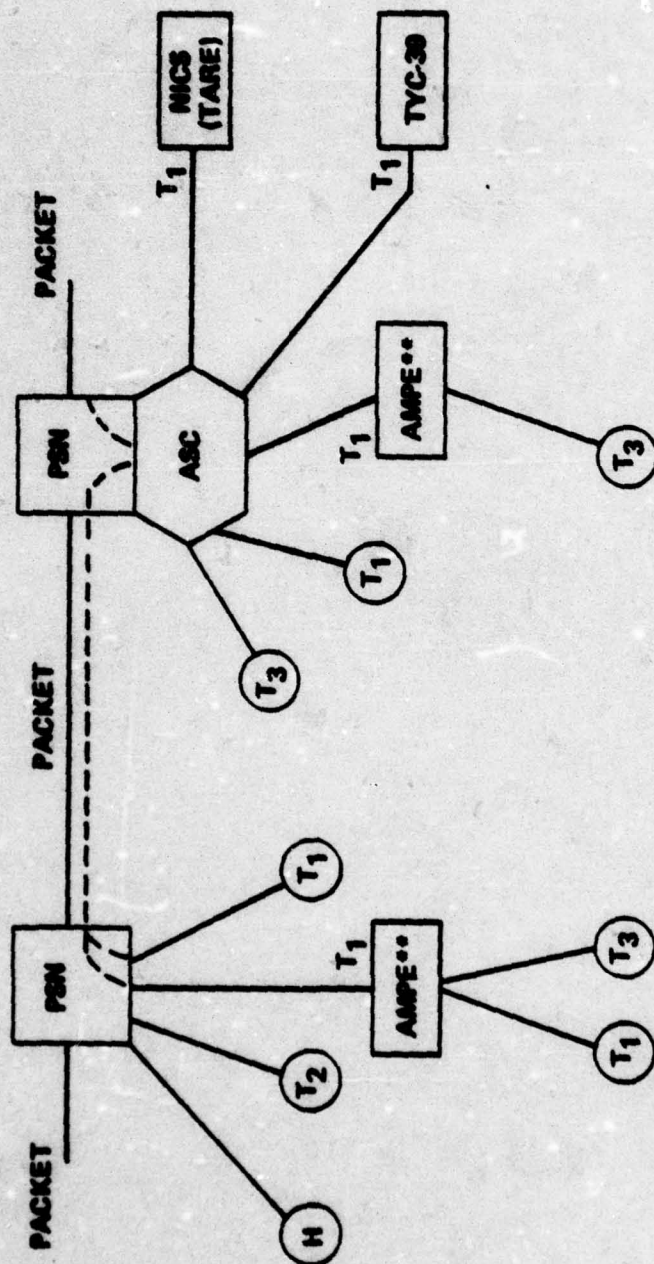 PACKET
PSN
PACKET
PSN
PACKET
ASC
T1
NICS
(TARE)
T3
H
T2
T1
T1
T1
T1
T1
AMPE**
AMPE**
TYC-39
T1
T3
T3